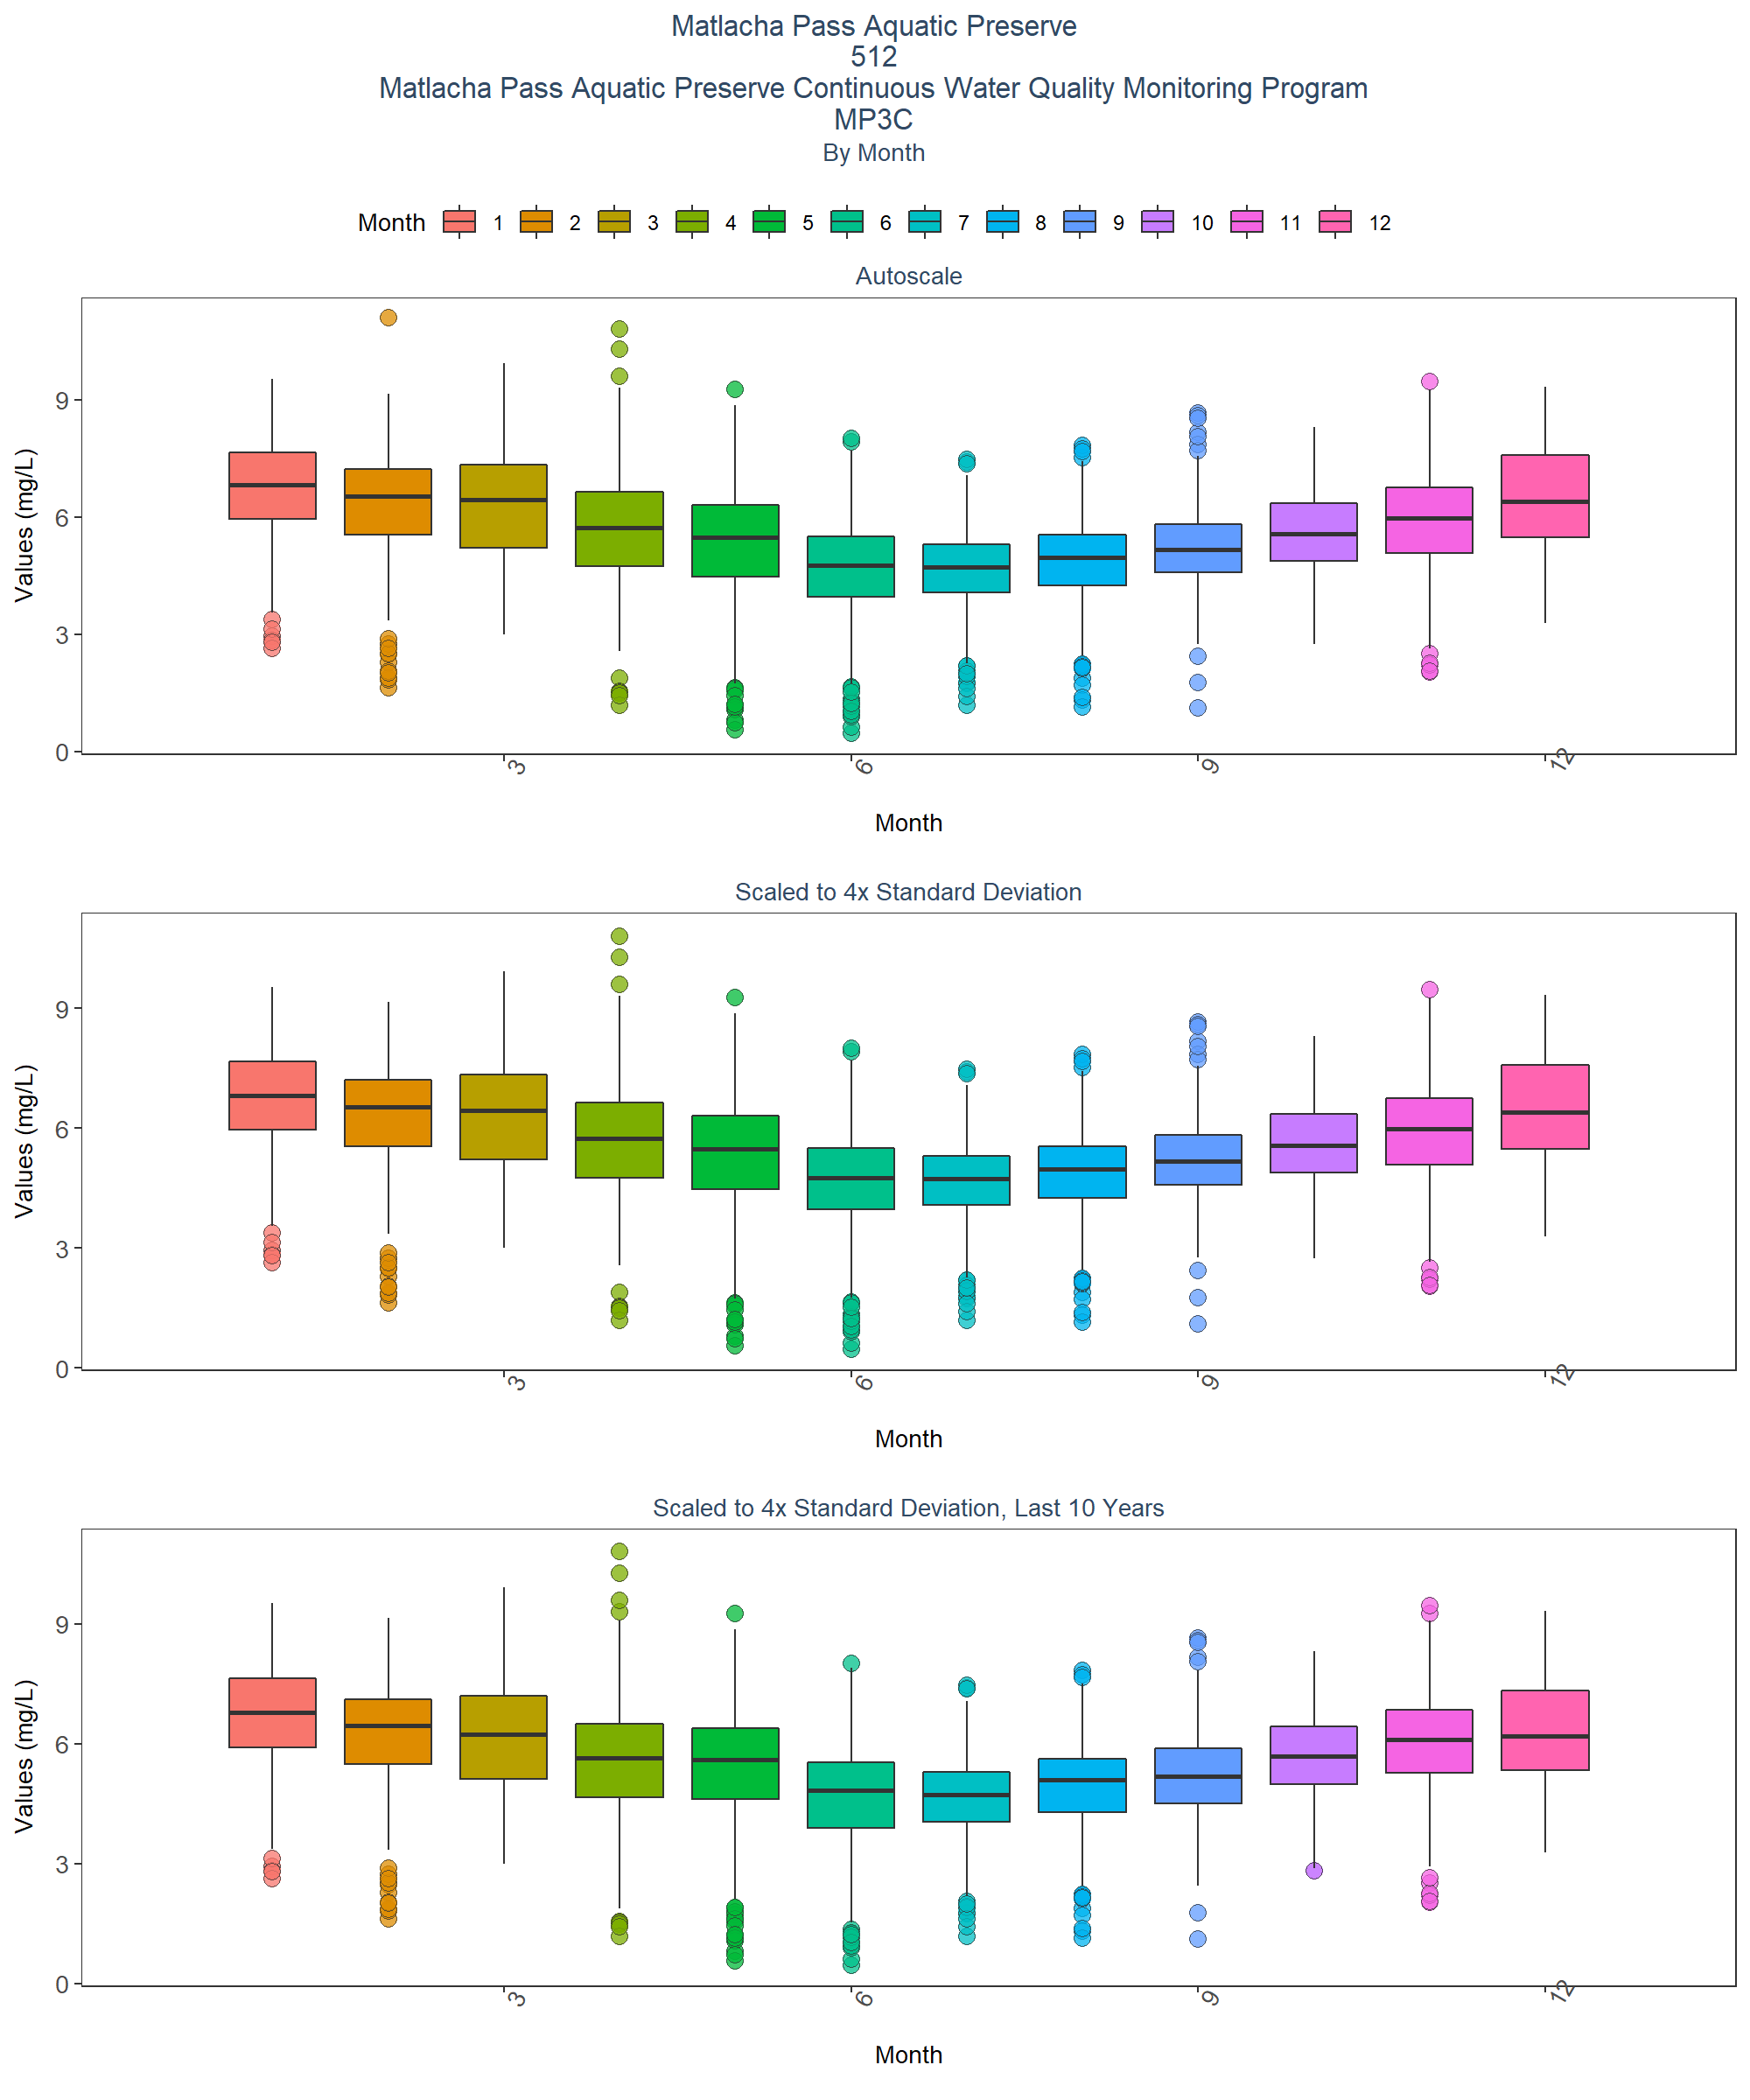 Matlacha Pass Aquatic Preserve
512
Matlacha Pass Aquatic Preserve Continuous Water Quality Monitoring Program
MP3C
By Month
Month 1 2 3 4 5 6 7 8 9 10 11 12
Autoscale
Values (mg/L)
9
6
3
0
3 6 9 12
Month
Scaled to 4x Standard Deviation
Values (mg/L)
9
6
3
0
3 6 9 12
Month
Scaled to 4x Standard Deviation, Last 10 Years
Values (mg/L)
9
6
3
0
3 6 9 12
Month